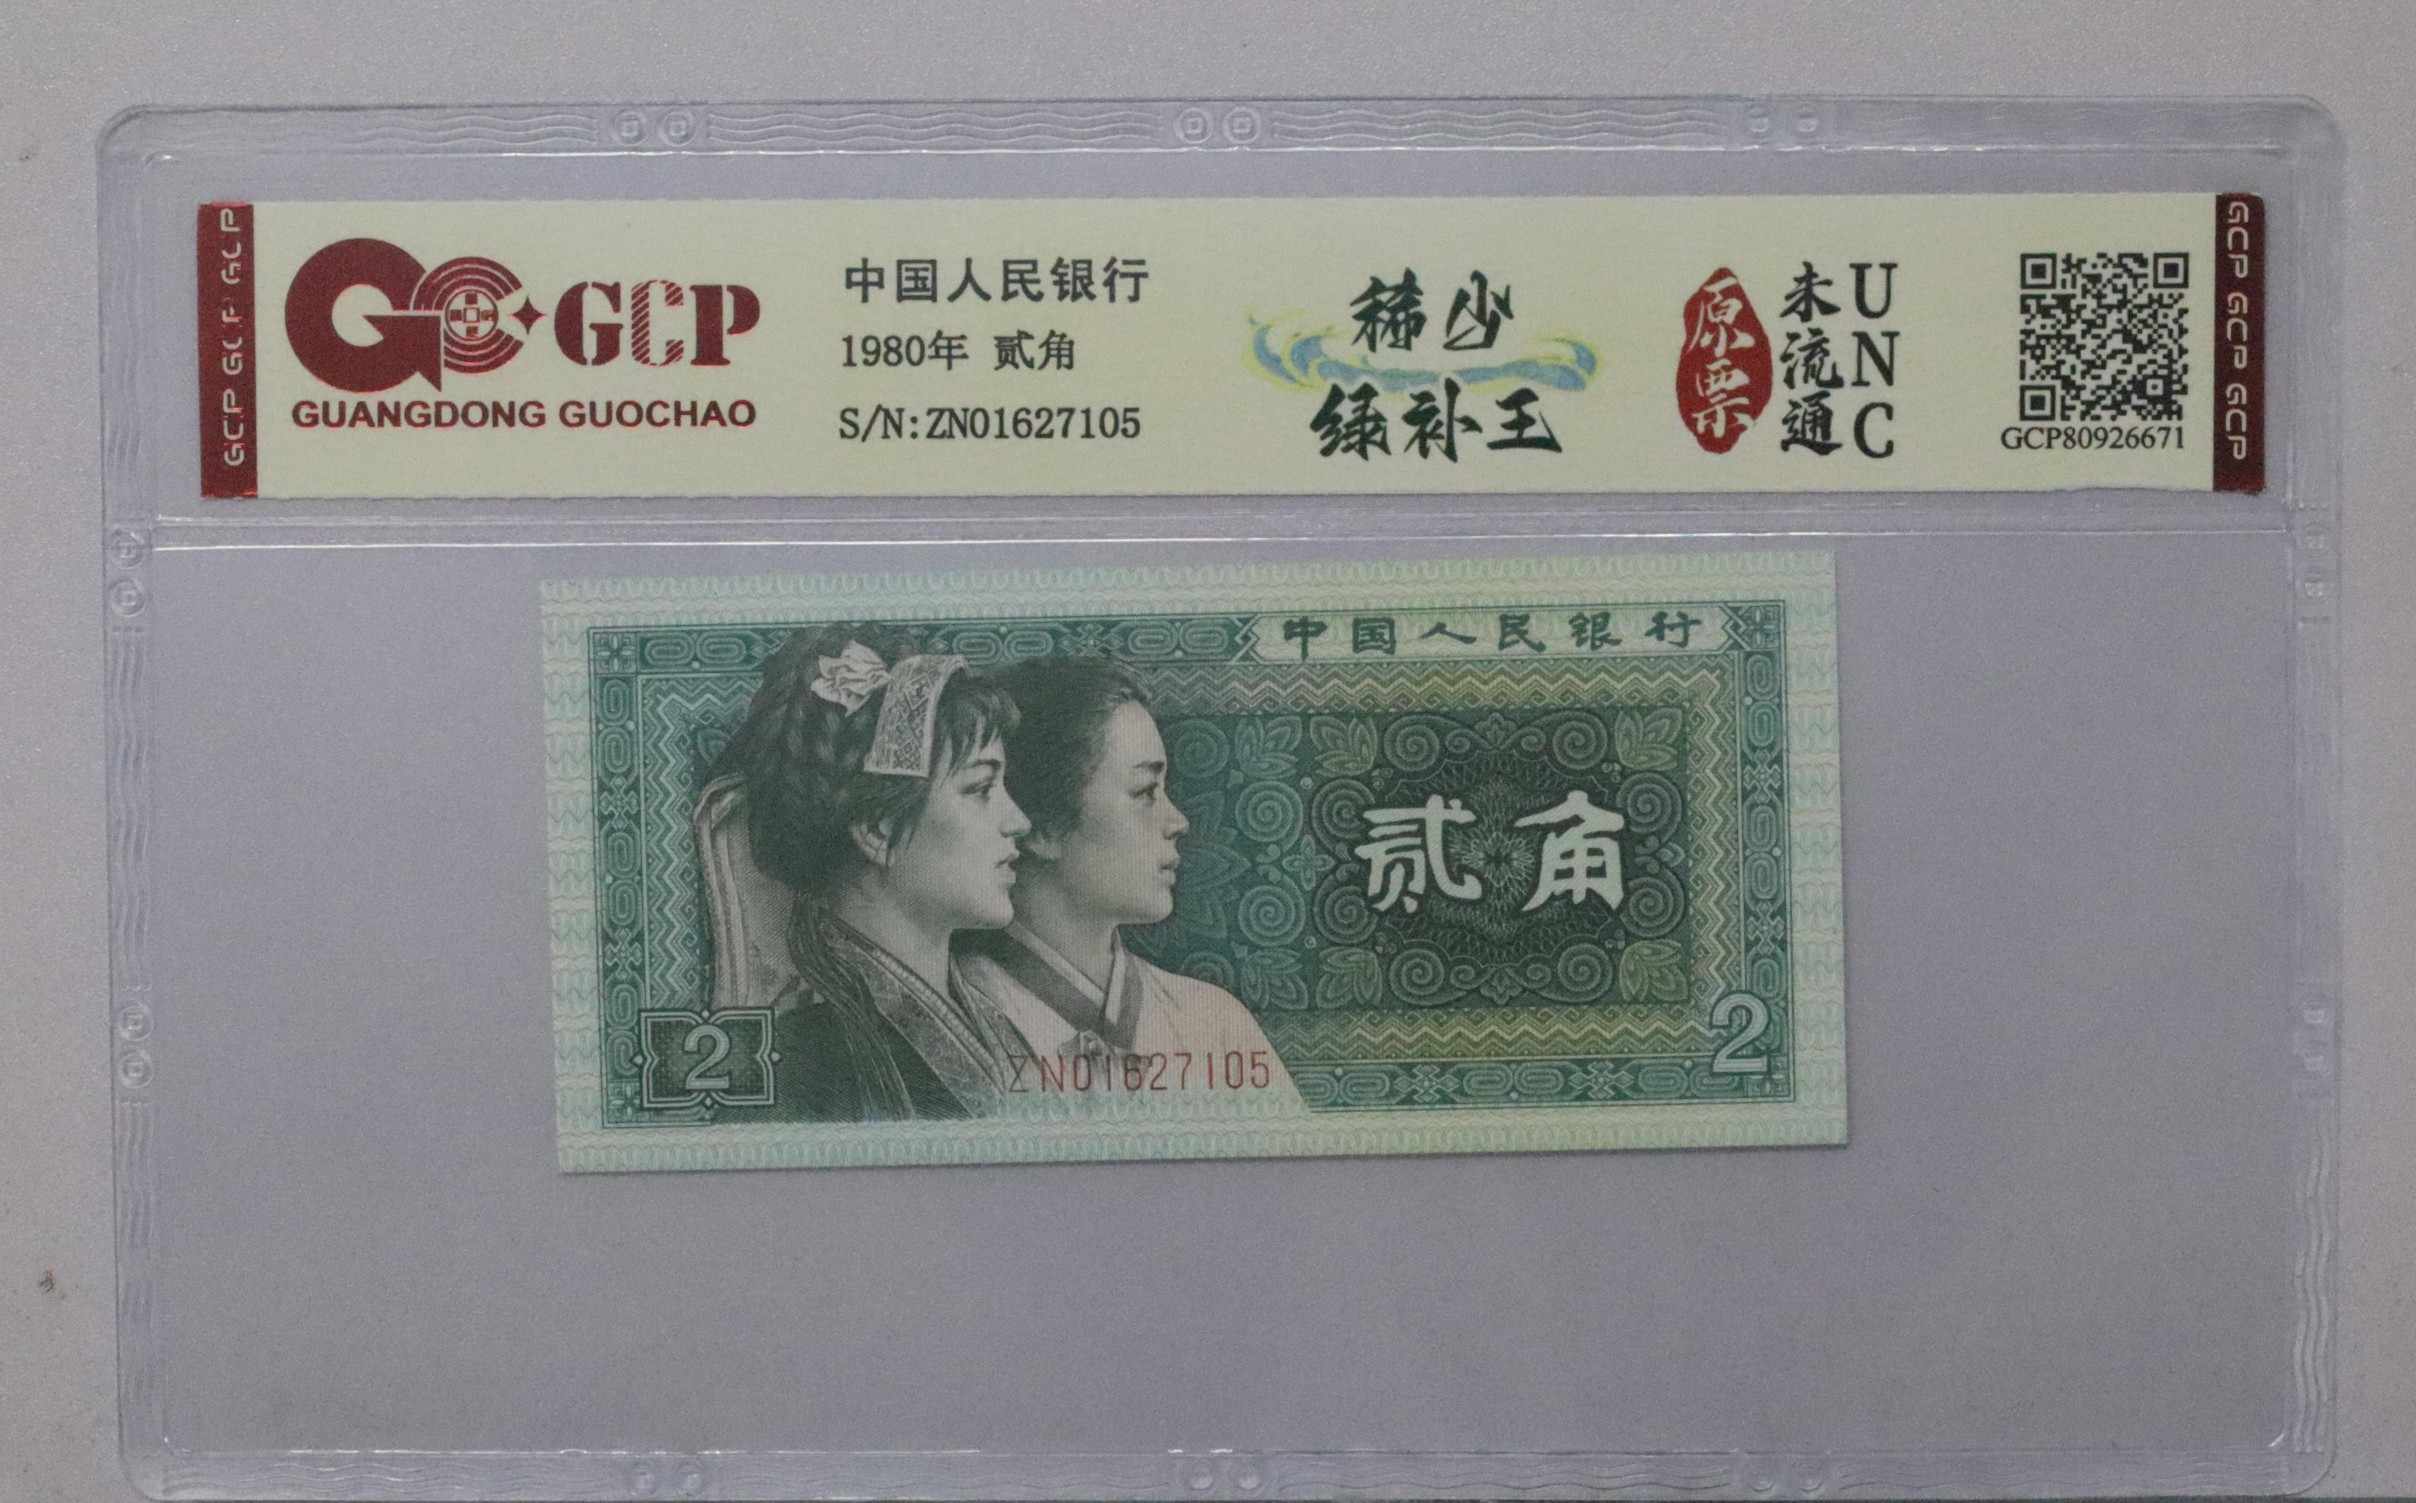 GCP GCP GCP
GCP
GUANGDONG GUOCHAO
中国人民银行
1980年 贰角
S/N:ZN01627105
稀少
绿补王
原票
未流通
UNC
GCP80926671
GCP GCP GCP
中国人民银行
贰角
2
2
ZN01627105